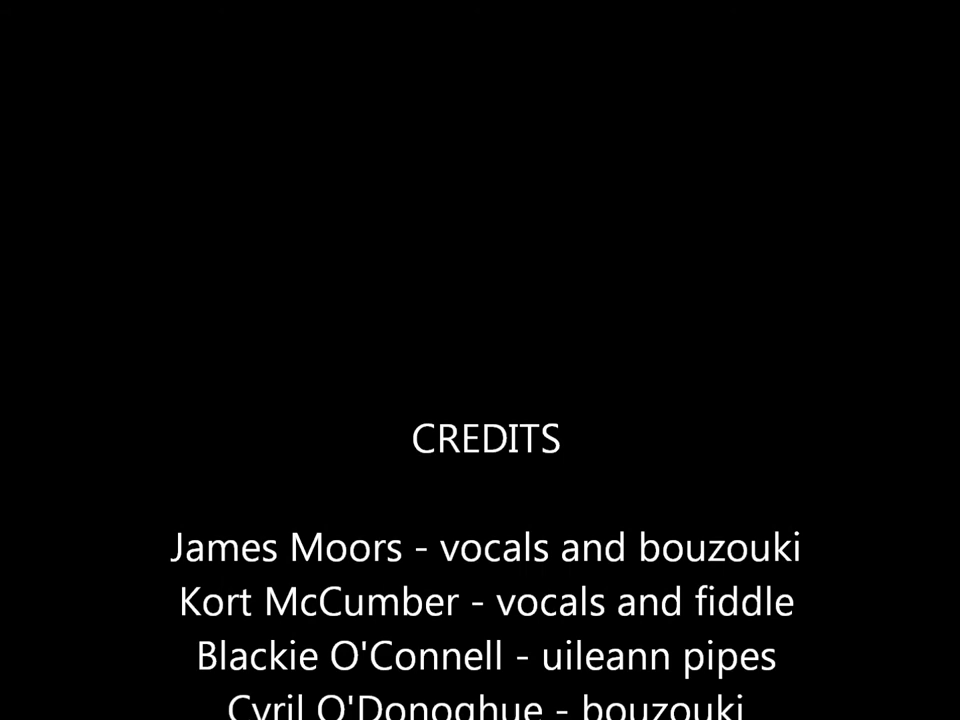 CREDITS
James Moors - vocals and bouzouki
Kort McCumber - vocals and fiddle
Blackie O'Connell - uileann pipes
Cyril O'Donoghue - bouzouki